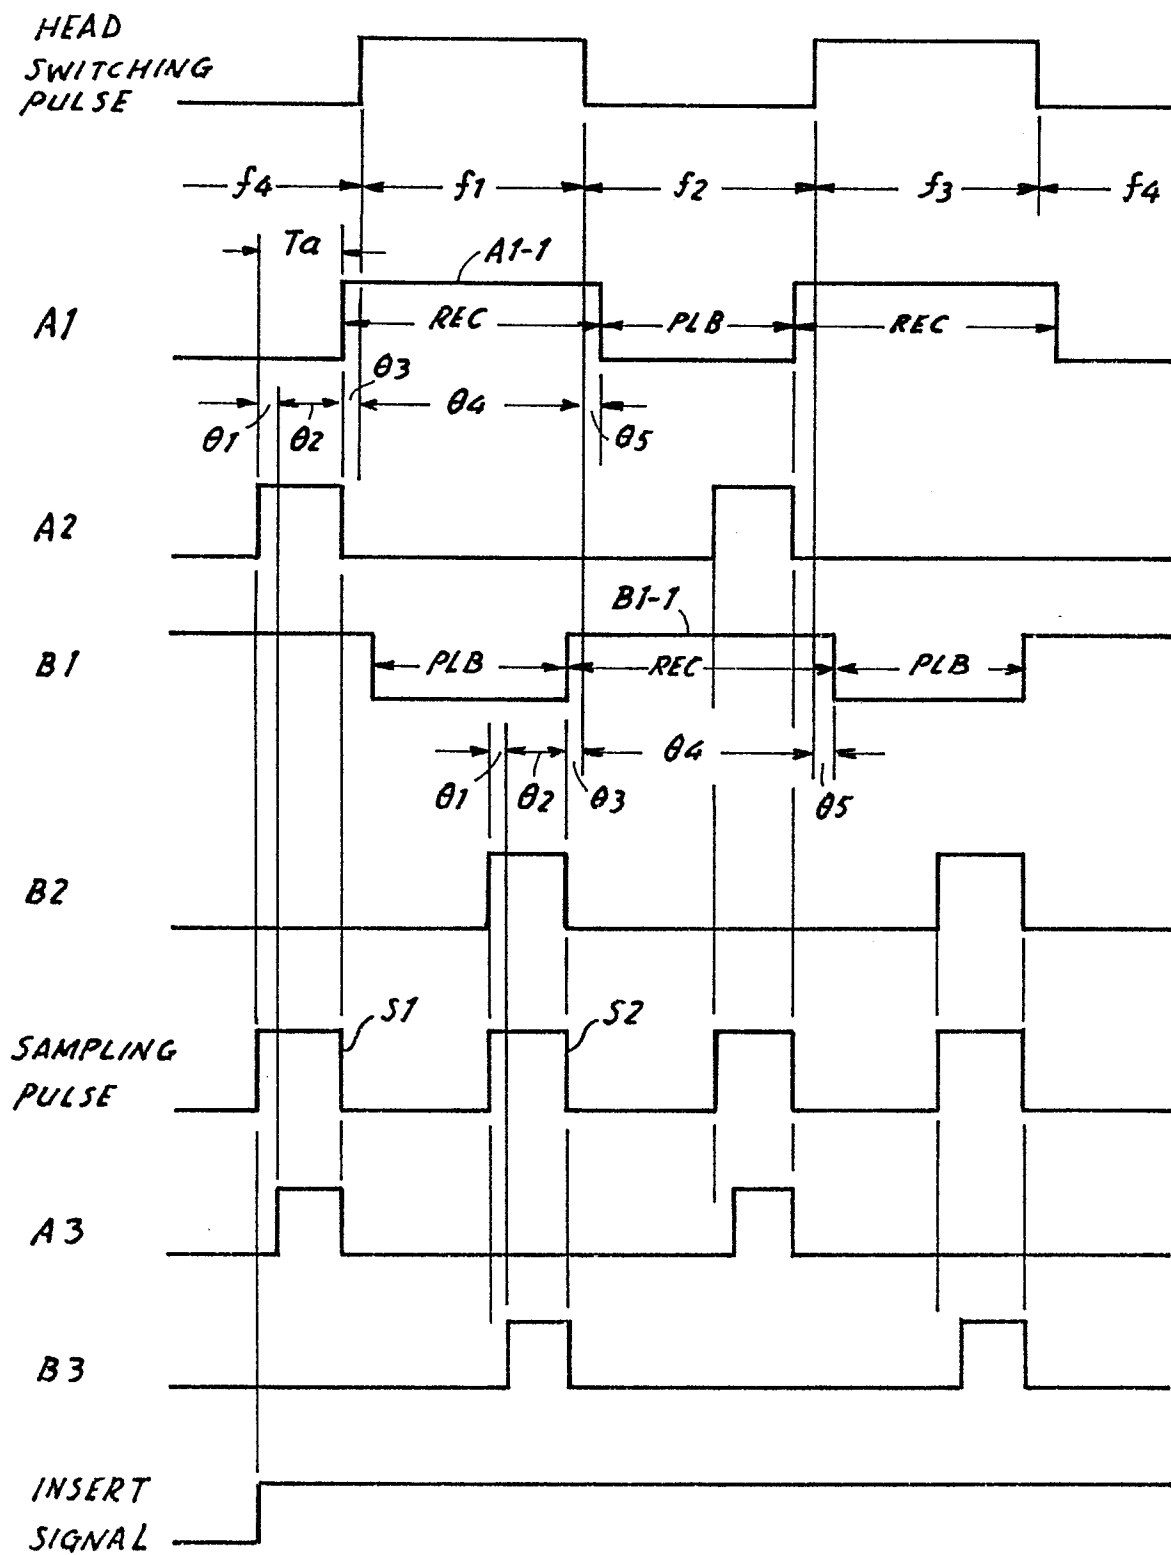 HEAD
SWITCHING
PULSE
f4 f1 f2 f3 f4
Ta
A1-1
A1
REC PLB REC
θ3
θ4
θ1 θ2 θ5
A2
B1-1
B1
PLB REC PLB
θ4
θ1 θ2 θ3 θ5
B2
S1 S2
SAMPLING
PULSE
A3
B3
INSERT
SIGNAL